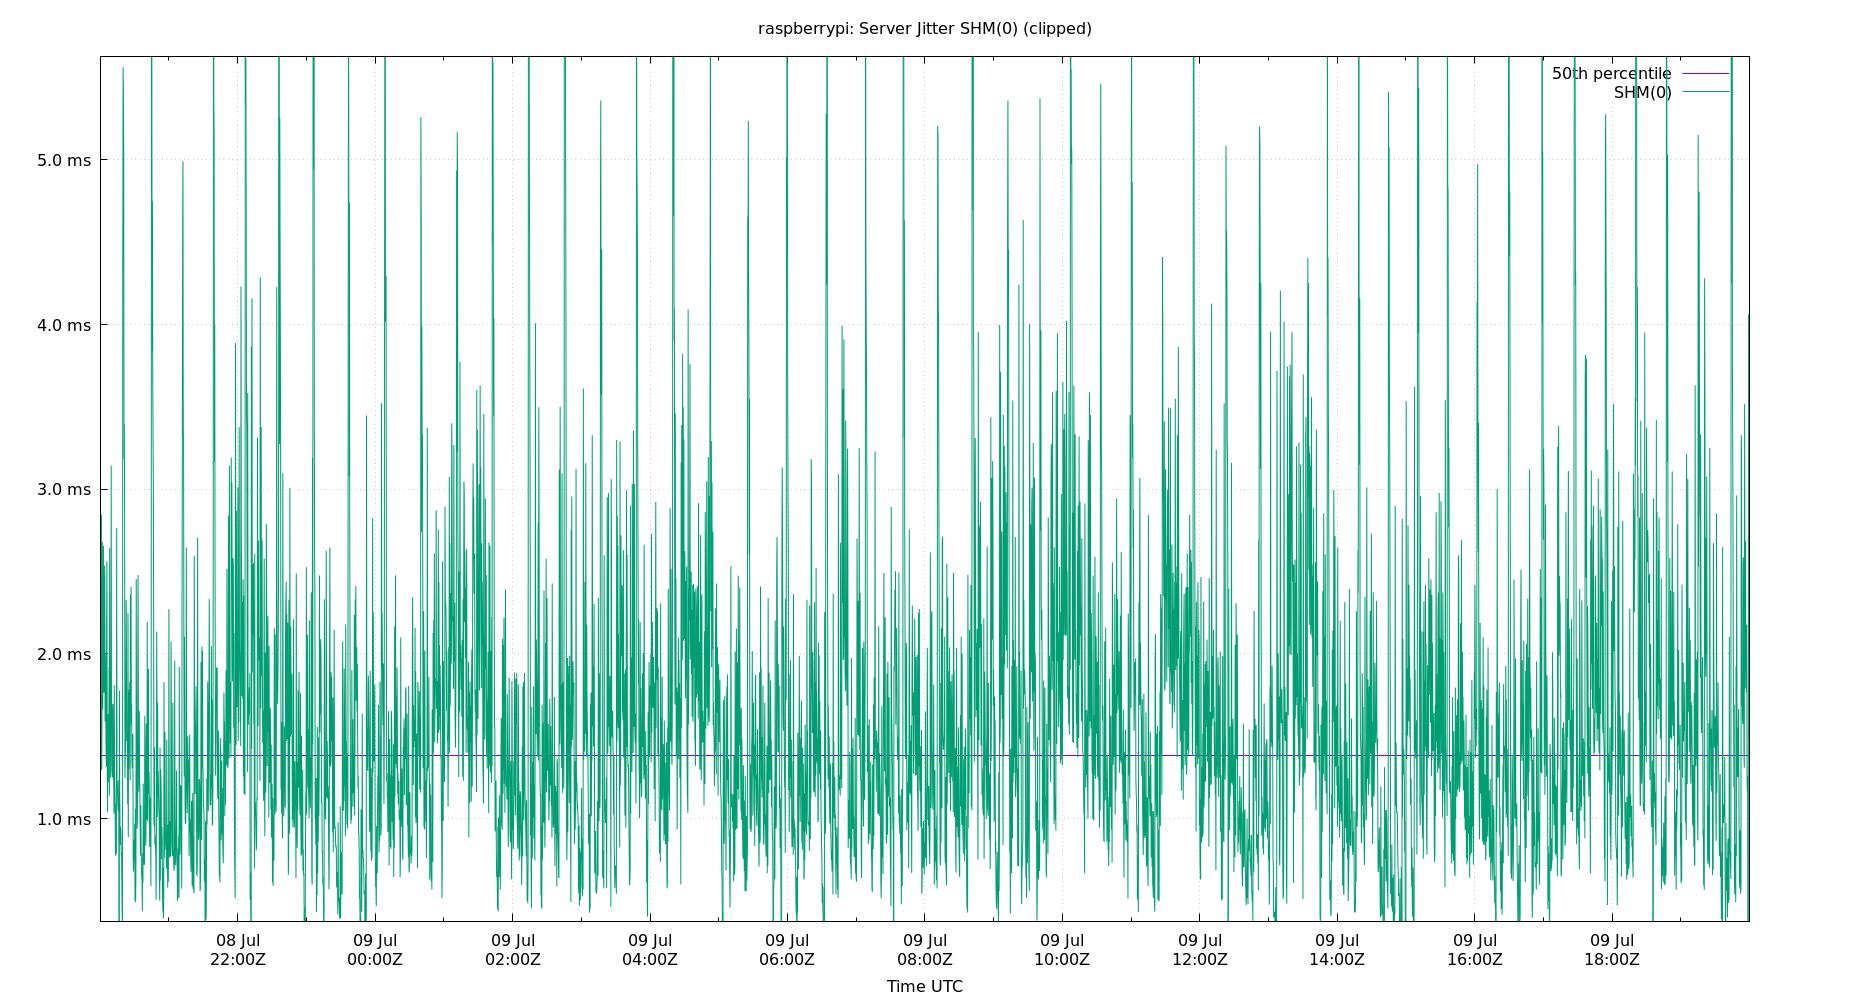 raspberrypi: Server Jitter SHM(0) (clipped)
50th percentile
SHM(0)
5.0 ms
4.0 ms
3.0 ms
2.0 ms
1.0 ms
08 Jul 09 Jul 09 Jul 09 Jul 09 Jul 09 Jul 09 Jul 09 Jul 09 Jul 09 Jul 09 Jul
22:00Z 00:00Z 02:00Z 04:00Z 06:00Z 08:00Z 10:00Z 12:00Z 14:00Z 16:00Z 18:00Z
Time UTC